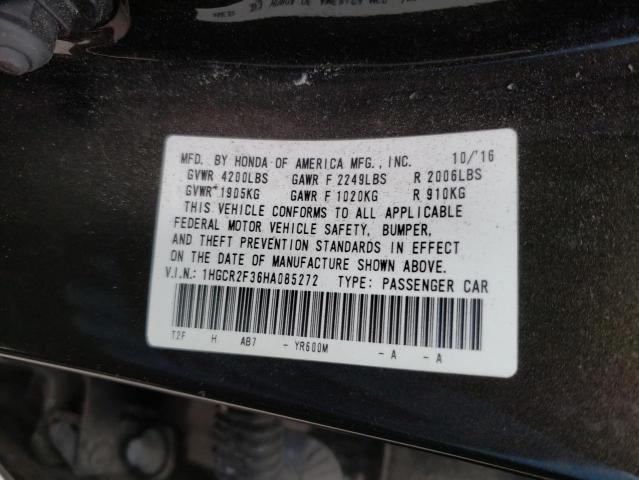 MFD. BY HONDA OF AMERICA MFG., INC. 10/'16
GVWR 4200LBS GAWR F 2249LBS R 2006LBS
GVWR 1905KG GAWR F 1020KG R 910KG
THIS VEHICLE CONFORMS TO ALL APPLICABLE
FEDERAL MOTOR VEHICLE SAFETY, BUMPER,
AND THEFT PREVENTION STANDARDS IN EFFECT
ON THE DATE OF MANUFACTURE SHOWN ABOVE.
V.I.N.: 1HGCR2F36HA085272 TYPE: PASSENGER CAR
T2F H AB7 - YR600M - A - A